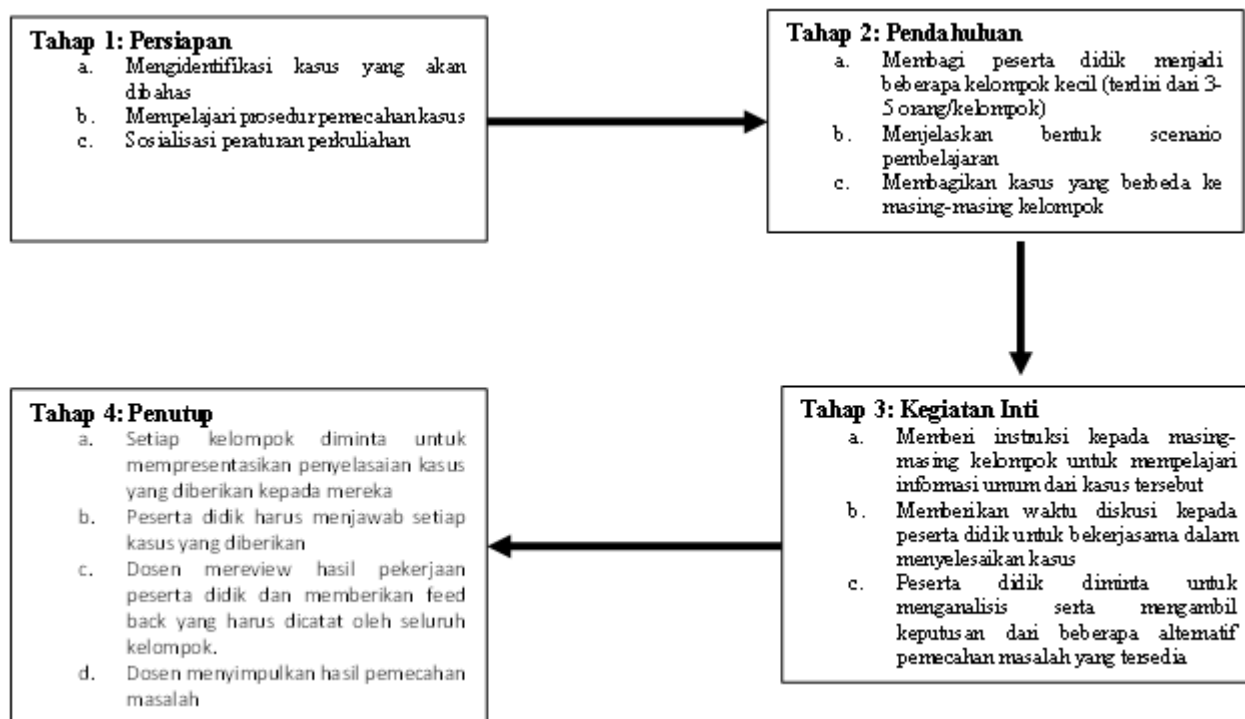 Tahap 1: Persiapan
a. Mengidentifikasi kasus yang akan
dibahas
b. Mempelajari prosedur pemecahan kasus
c. Sosialisasi peraturan perkuliahan
Tahap 2: Pendahuluan
a. Membagi peserta didik menjadi
beberapa kelompok kecil (terdiri dari 3-
5 orang/kelompok)
b. Menjelaskan bentuk scenario
pembelajaran
c. Membagikan kasus yang berbeda ke
masing-masing kelompok
Tahap 3: Kegiatan Inti
a. Memberi instruksi kepada masing-
masing kelompok untuk mempelajari
informasi umum dari kasus tersebut
b. Memberikan waktu diskusi kepada
peserta didik untuk bekerjasama dalam
menyelesaikan kasus
c. Peserta didik diminta untuk
menganalisis serta mengambil
keputusan dari beberapa alternatif
pemecahan masalah yang tersedia
Tahap 4: Penutup
a. Setiap kelompok diminta untuk
mempresentasikan penyelasaian kasus
yang diberikan kepada mereka
b. Peserta didik harus menjawab setiap
kasus yang diberikan
c. Dosen mereview hasil pekerjaan
peserta didik dan memberikan feed
back yang harus dicatat oleh seluruh
kelompok.
d. Dosen menyimpulkan hasil pemecahan
masalah